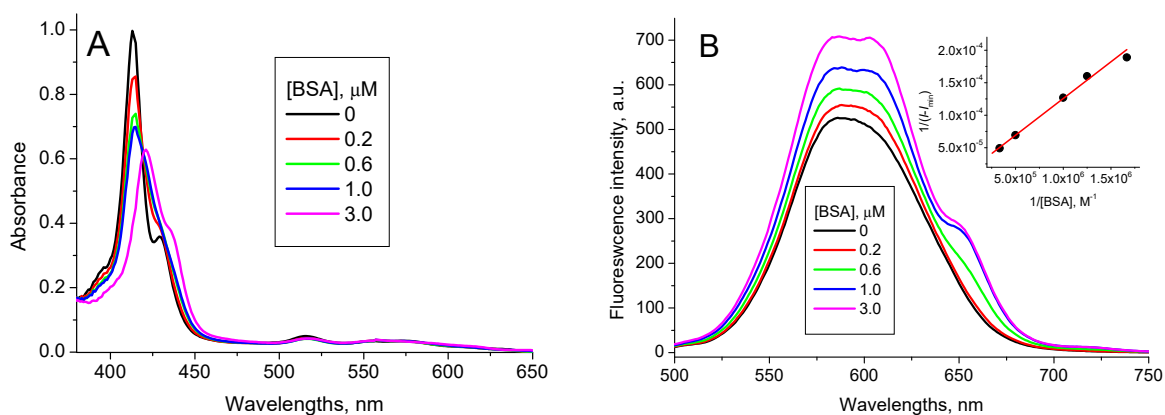 A
Absorbance
1.0
0.8
0.6
0.4
0.2
0.0
400
450
500
550
600
650
Wavelengths, nm
[BSA], μM
0
0.2
0.6
1.0
3.0
B
Fluorescwence intensity, a.u.
700
600
500
400
300
200
100
0
500
550
600
650
700
750
Wavelengths, nm
[BSA], μM
0
0.2
0.6
1.0
3.0
1/(I-Imin)
2.0x10⁻⁴
1.5x10⁻⁴
1.0x10⁻⁴
5.0x10⁻⁵
5.0x10⁵
1.0x10⁶
1.5x10⁶
1/[BSA], M⁻¹